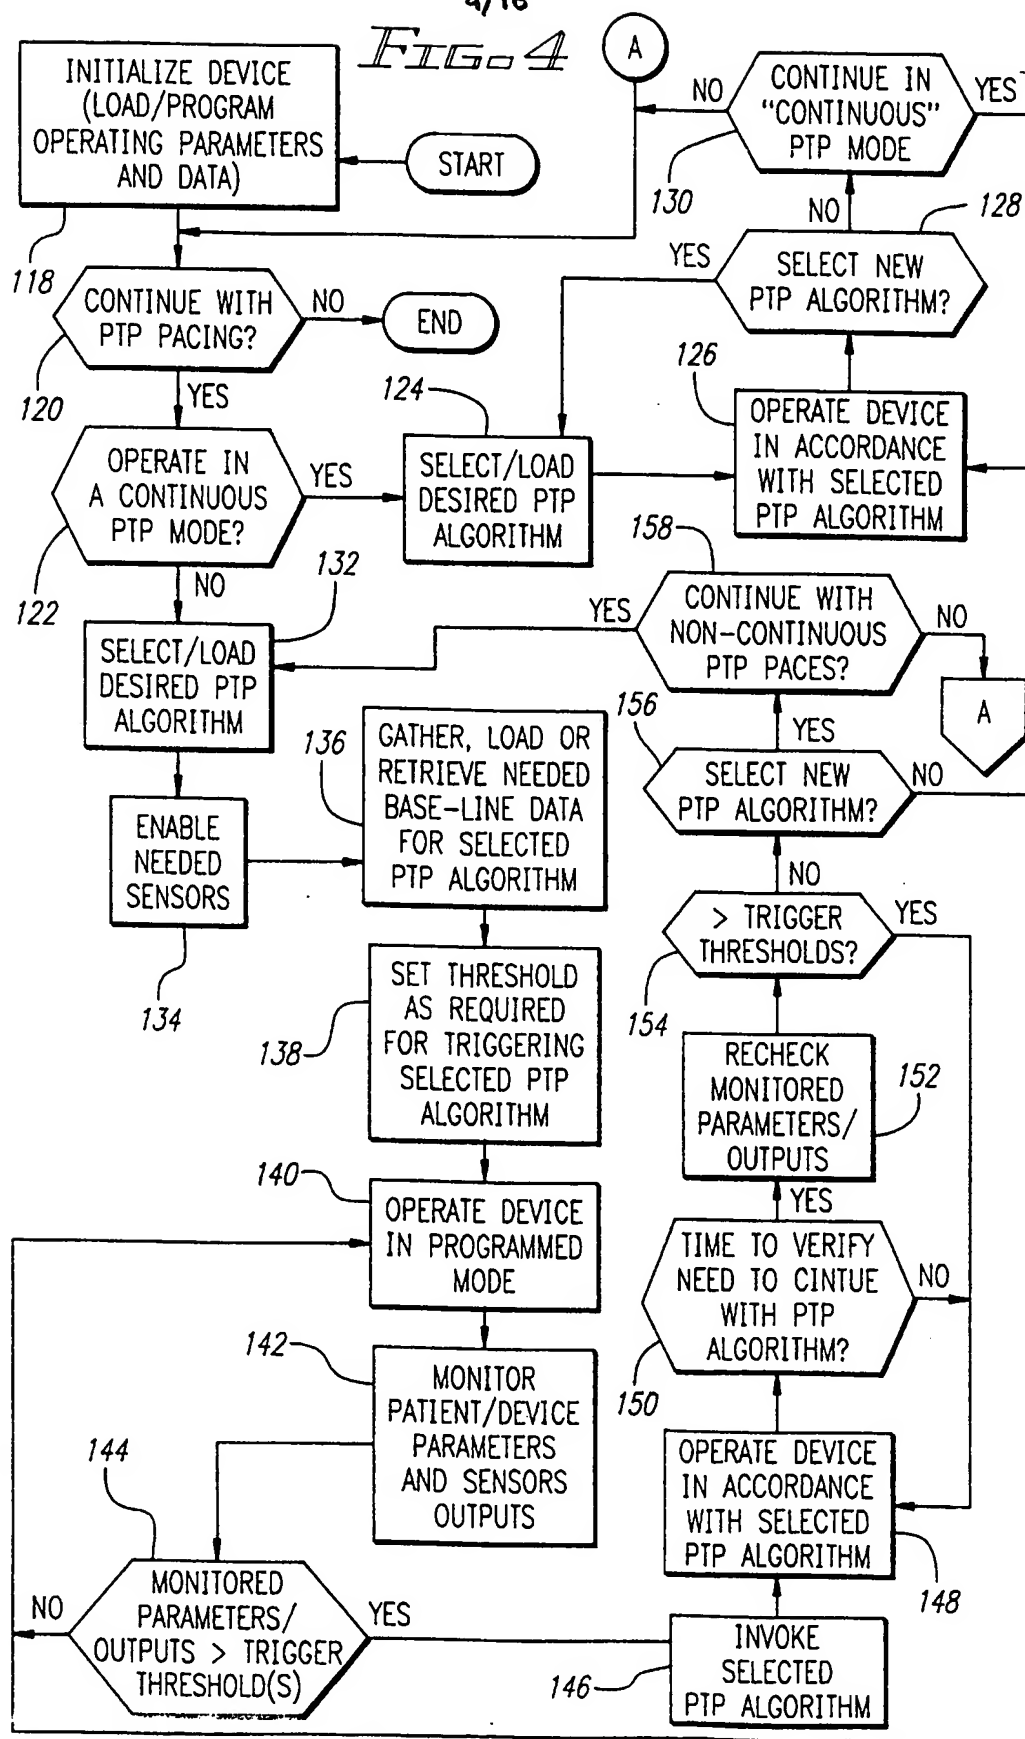 4/16
FIG. 4
A
INITIALIZE DEVICE
(LOAD/PROGRAM
OPERATING PARAMETERS
AND DATA)
START
118
CONTINUE IN
"CONTINUOUS"
PTP MODE
NO
YES
130
NO
128
SELECT NEW
PTP ALGORITHM?
YES
CONTINUE WITH
PTP PACING?
NO
END
120
YES
124
126
OPERATE DEVICE
IN ACCORDANCE
WITH SELECTED
PTP ALGORITHM
OPERATE IN
A CONTINUOUS
PTP MODE?
YES
SELECT/LOAD
DESIRED PTP
ALGORITHM
122
NO
132
158
CONTINUE WITH
NON-CONTINUOUS
PTP PACES?
YES
NO
A
SELECT/LOAD
DESIRED PTP
ALGORITHM
156
YES
SELECT NEW
PTP ALGORITHM?
NO
136
GATHER, LOAD OR
RETRIEVE NEEDED
BASE-LINE DATA
FOR SELECTED
PTP ALGORITHM
ENABLE
NEEDED
SENSORS
134
NO
> TRIGGER
THRESHOLDS?
YES
154
138
SET THRESHOLD
AS REQUIRED
FOR TRIGGERING
SELECTED PTP
ALGORITHM
RECHECK
MONITORED
PARAMETERS/
OUTPUTS
152
140
OPERATE DEVICE
IN PROGRAMMED
MODE
YES
TIME TO VERIFY
NEED TO CINTUE
WITH PTP
ALGORITHM?
NO
150
142
MONITOR
PATIENT/DEVICE
PARAMETERS
AND SENSORS
OUTPUTS
OPERATE DEVICE
IN ACCORDANCE
WITH SELECTED
PTP ALGORITHM
148
144
MONITORED
PARAMETERS/
OUTPUTS > TRIGGER
THRESHOLD(S)
NO
YES
INVOKE
SELECTED
PTP ALGORITHM
146